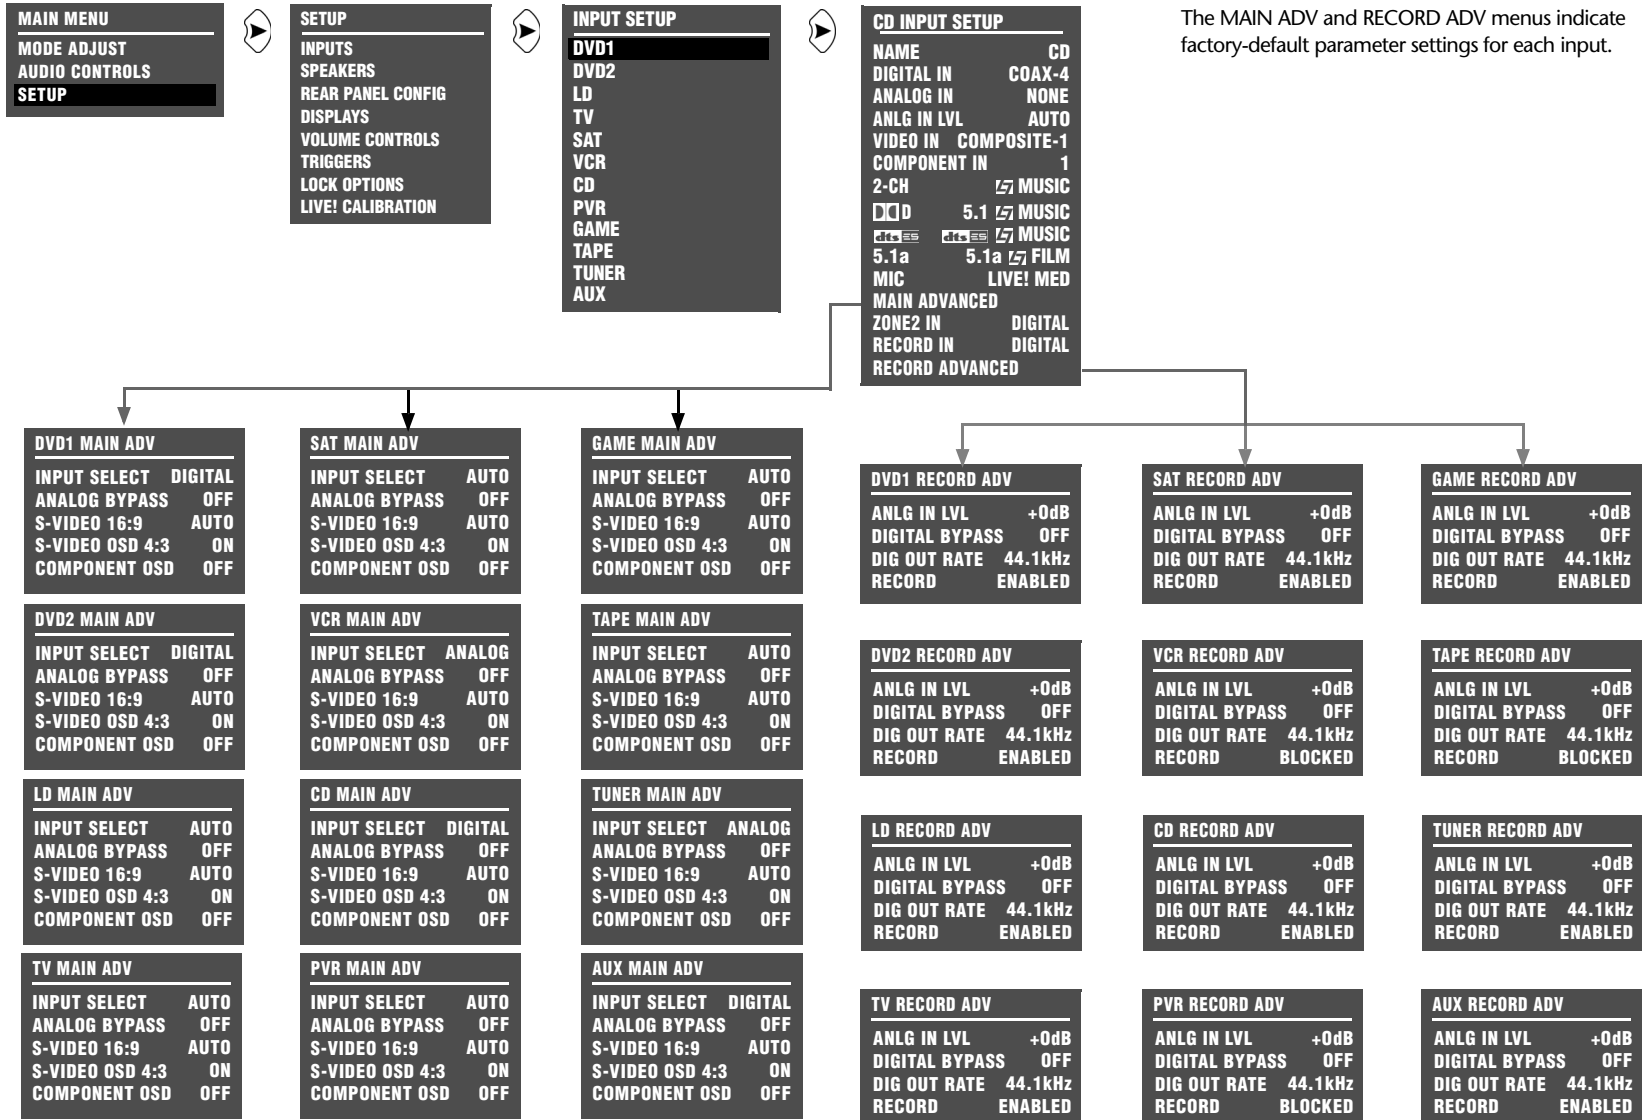 MAIN MENU
MODE ADJUST
AUDIO CONTROLS
SETUP
SETUP
INPUTS
SPEAKERS
REAR PANEL CONFIG
DISPLAYS
VOLUME CONTROLS
TRIGGERS
LOCK OPTIONS
LIVE! CALIBRATION
INPUT SETUP
DVD1
DVD2
LD
TV
SAT
VCR
CD
PVR
GAME
TAPE
TUNER
AUX
CD INPUT SETUP
NAME CD
DIGITAL IN COAX-4
ANALOG IN NONE
ANLG IN LVL AUTO
VIDEO IN COMPOSITE-1
COMPONENT IN 1
2-CH MUSIC
D 5.1 MUSIC
dts ES dts ES MUSIC
5.1a 5.1a FILM
MIC LIVE! MED
MAIN ADVANCED
ZONE2 IN DIGITAL
RECORD IN DIGITAL
RECORD ADVANCED
The MAIN ADV and RECORD ADV menus indicate
factory-default parameter settings for each input.
DVD1 MAIN ADV
INPUT SELECT DIGITAL
ANALOG BYPASS OFF
S-VIDEO 16:9 AUTO
S-VIDEO OSD 4:3 ON
COMPONENT OSD OFF
SAT MAIN ADV
INPUT SELECT AUTO
ANALOG BYPASS OFF
S-VIDEO 16:9 AUTO
S-VIDEO OSD 4:3 ON
COMPONENT OSD OFF
GAME MAIN ADV
INPUT SELECT AUTO
ANALOG BYPASS OFF
S-VIDEO 16:9 AUTO
S-VIDEO OSD 4:3 ON
COMPONENT OSD OFF
DVD2 MAIN ADV
INPUT SELECT DIGITAL
ANALOG BYPASS OFF
S-VIDEO 16:9 AUTO
S-VIDEO OSD 4:3 ON
COMPONENT OSD OFF
VCR MAIN ADV
INPUT SELECT ANALOG
ANALOG BYPASS OFF
S-VIDEO 16:9 AUTO
S-VIDEO OSD 4:3 ON
COMPONENT OSD OFF
TAPE MAIN ADV
INPUT SELECT AUTO
ANALOG BYPASS OFF
S-VIDEO 16:9 AUTO
S-VIDEO OSD 4:3 ON
COMPONENT OSD OFF
LD MAIN ADV
INPUT SELECT AUTO
ANALOG BYPASS OFF
S-VIDEO 16:9 AUTO
S-VIDEO OSD 4:3 ON
COMPONENT OSD OFF
CD MAIN ADV
INPUT SELECT DIGITAL
ANALOG BYPASS OFF
S-VIDEO 16:9 AUTO
S-VIDEO OSD 4:3 ON
COMPONENT OSD OFF
TUNER MAIN ADV
INPUT SELECT ANALOG
ANALOG BYPASS OFF
S-VIDEO 16:9 AUTO
S-VIDEO OSD 4:3 ON
COMPONENT OSD OFF
TV MAIN ADV
INPUT SELECT AUTO
ANALOG BYPASS OFF
S-VIDEO 16:9 AUTO
S-VIDEO OSD 4:3 ON
COMPONENT OSD OFF
PVR MAIN ADV
INPUT SELECT AUTO
ANALOG BYPASS OFF
S-VIDEO 16:9 AUTO
S-VIDEO OSD 4:3 ON
COMPONENT OSD OFF
AUX MAIN ADV
INPUT SELECT DIGITAL
ANALOG BYPASS OFF
S-VIDEO 16:9 AUTO
S-VIDEO OSD 4:3 ON
COMPONENT OSD OFF
DVD1 RECORD ADV
ANLG IN LVL +0dB
DIGITAL BYPASS OFF
DIG OUT RATE 44.1kHz
RECORD ENABLED
SAT RECORD ADV
ANLG IN LVL +0dB
DIGITAL BYPASS OFF
DIG OUT RATE 44.1kHz
RECORD ENABLED
GAME RECORD ADV
ANLG IN LVL +0dB
DIGITAL BYPASS OFF
DIG OUT RATE 44.1kHz
RECORD ENABLED
DVD2 RECORD ADV
ANLG IN LVL +0dB
DIGITAL BYPASS OFF
DIG OUT RATE 44.1kHz
RECORD ENABLED
VCR RECORD ADV
ANLG IN LVL +0dB
DIGITAL BYPASS OFF
DIG OUT RATE 44.1kHz
RECORD BLOCKED
TAPE RECORD ADV
ANLG IN LVL +0dB
DIGITAL BYPASS OFF
DIG OUT RATE 44.1kHz
RECORD BLOCKED
LD RECORD ADV
ANLG IN LVL +0dB
DIGITAL BYPASS OFF
DIG OUT RATE 44.1kHz
RECORD ENABLED
CD RECORD ADV
ANLG IN LVL +0dB
DIGITAL BYPASS OFF
DIG OUT RATE 44.1kHz
RECORD ENABLED
TUNER RECORD ADV
ANLG IN LVL +0dB
DIGITAL BYPASS OFF
DIG OUT RATE 44.1kHz
RECORD ENABLED
TV RECORD ADV
ANLG IN LVL +0dB
DIGITAL BYPASS OFF
DIG OUT RATE 44.1kHz
RECORD ENABLED
PVR RECORD ADV
ANLG IN LVL +0dB
DIGITAL BYPASS OFF
DIG OUT RATE 44.1kHz
RECORD BLOCKED
AUX RECORD ADV
ANLG IN LVL +0dB
DIGITAL BYPASS OFF
DIG OUT RATE 44.1kHz
RECORD ENABLED